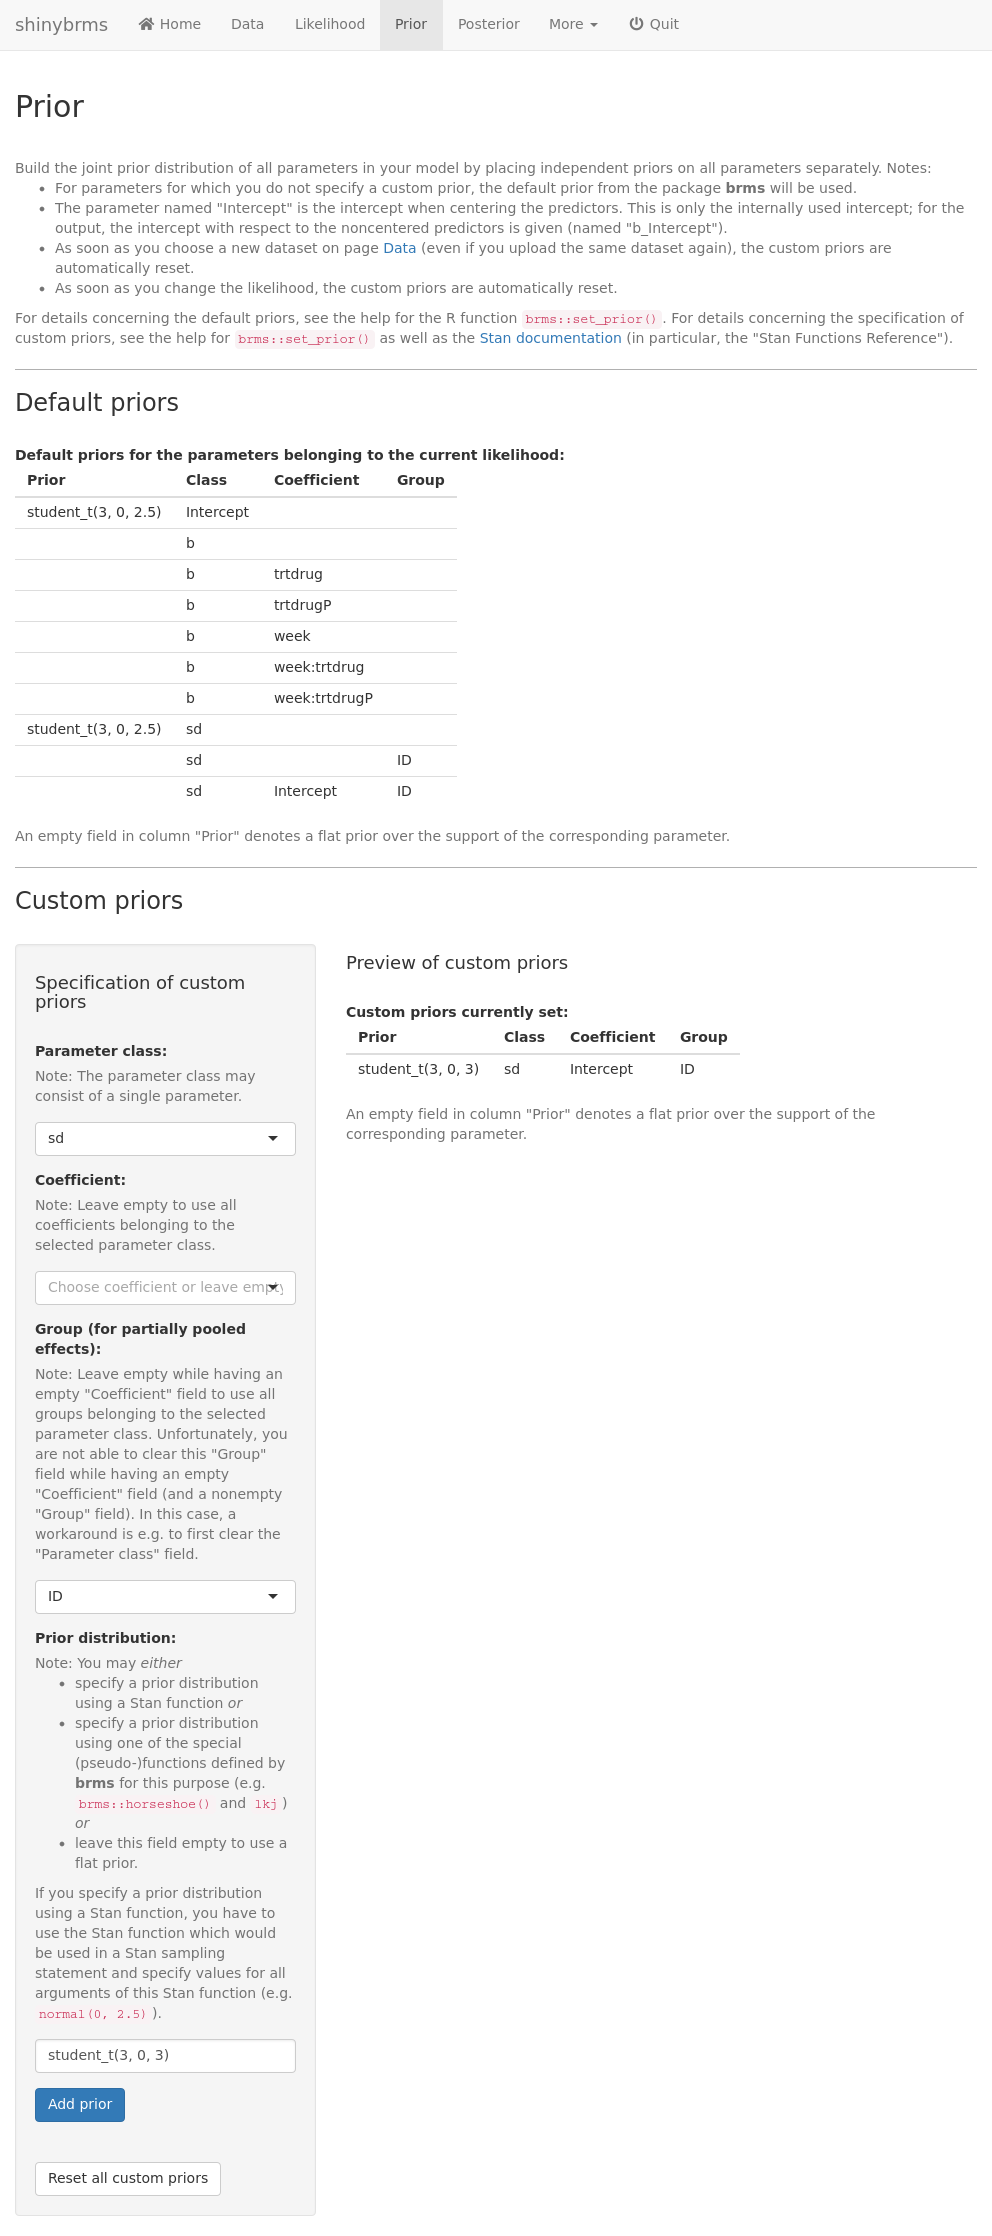 shinybrms Home Data Likelihood Prior Posterior More Quit
Prior
Build the joint prior distribution of all parameters in your model by placing independent priors on all parameters separately. Notes:
• For parameters for which you do not specify a custom prior, the default prior from the package brms will be used.
• The parameter named "Intercept" is the intercept when centering the predictors. This is only the internally used intercept; for the
output, the intercept with respect to the noncentered predictors is given (named "b_Intercept").
• As soon as you choose a new dataset on page Data (even if you upload the same dataset again), the custom priors are
automatically reset.
• As soon as you change the likelihood, the custom priors are automatically reset.
For details concerning the default priors, see the help for the R function brms::set_prior(). For details concerning the specification of
custom priors, see the help for brms::set_prior() as well as the Stan documentation (in particular, the "Stan Functions Reference").
Default priors
Default priors for the parameters belonging to the current likelihood:
Prior Class Coefficient Group
student_t(3, 0, 2.5) Intercept
b
b trtdrug
b trtdrugP
b week
b week:trtdrug
b week:trtdrugP
student_t(3, 0, 2.5) sd
sd ID
sd Intercept ID
An empty field in column "Prior" denotes a flat prior over the support of the corresponding parameter.
Custom priors
Specification of custom
priors
Parameter class:
Note: The parameter class may
consist of a single parameter.
sd
Coefficient:
Note: Leave empty to use all
coefficients belonging to the
selected parameter class.
Choose coefficient or leave empty
Group (for partially pooled
effects):
Note: Leave empty while having an
empty "Coefficient" field to use all
groups belonging to the selected
parameter class. Unfortunately, you
are not able to clear this "Group"
field while having an empty
"Coefficient" field (and a nonempty
"Group" field). In this case, a
workaround is e.g. to first clear the
"Parameter class" field.
ID
Prior distribution:
Note: You may either
• specify a prior distribution
using a Stan function or
• specify a prior distribution
using one of the special
(pseudo-)functions defined by
brms for this purpose (e.g.
brms::horseshoe() and lkj)
or
• leave this field empty to use a
flat prior.
If you specify a prior distribution
using a Stan function, you have to
use the Stan function which would
be used in a Stan sampling
statement and specify values for all
arguments of this Stan function (e.g.
normal(0, 2.5)).
student_t(3, 0, 3)
Add prior
Reset all custom priors
Preview of custom priors
Custom priors currently set:
Prior Class Coefficient Group
student_t(3, 0, 3) sd Intercept ID
An empty field in column "Prior" denotes a flat prior over the support of the
corresponding parameter.